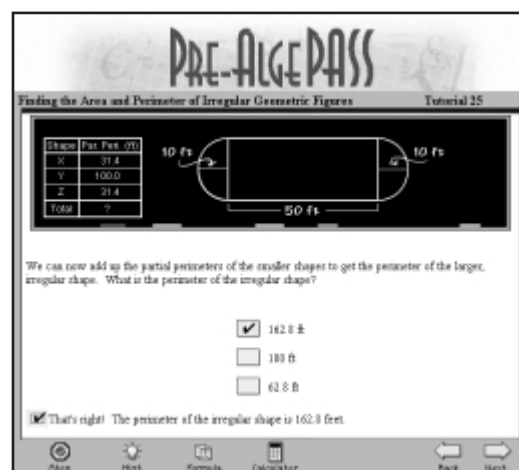 PRE-ALGEPASS
Finding the Area and Perimeter of Irregular Geometric Figures Tutorial 25
Shape Par. Peri. (ft)
X 31.4
Y 100.0
Z 31.4
Total ?
10 ft
10 ft
50 ft
We can now add up the partial perimeters of the smaller shapes to get the perimeter of the larger,
irregular shape. What is the perimeter of the irregular shape?
162.8 ft
100 ft
62.8 ft
That's right! The perimeter of the irregular shape is 162.8 feet.
Stop Hint Formula Calculator Back Next